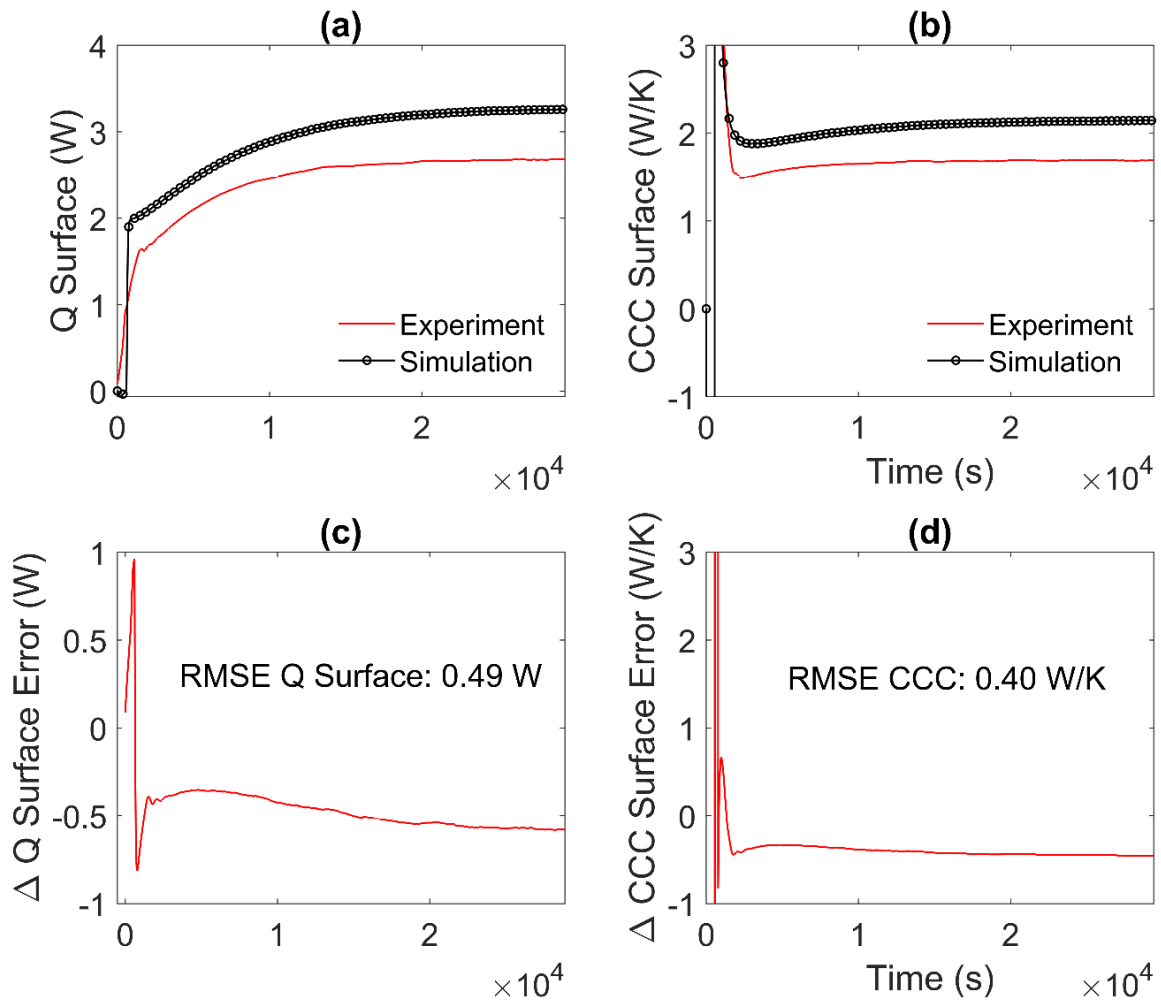 (a)
4
3
2
1
0
Q Surface (W)
Experiment
Simulation
0 1 2
×10⁴
(b)
3
2
1
0
-1
CCC Surface (W/K)
Experiment
Simulation
0 1 2
Time (s) ×10⁴
(c)
1
0.5
0
-0.5
-1
Δ Q Surface Error (W)
RMSE Q Surface: 0.49 W
0 1 2
×10⁴
(d)
3
2
1
0
-1
Δ CCC Surface Error (W/K)
RMSE CCC: 0.40 W/K
0 1 2
Time (s) ×10⁴